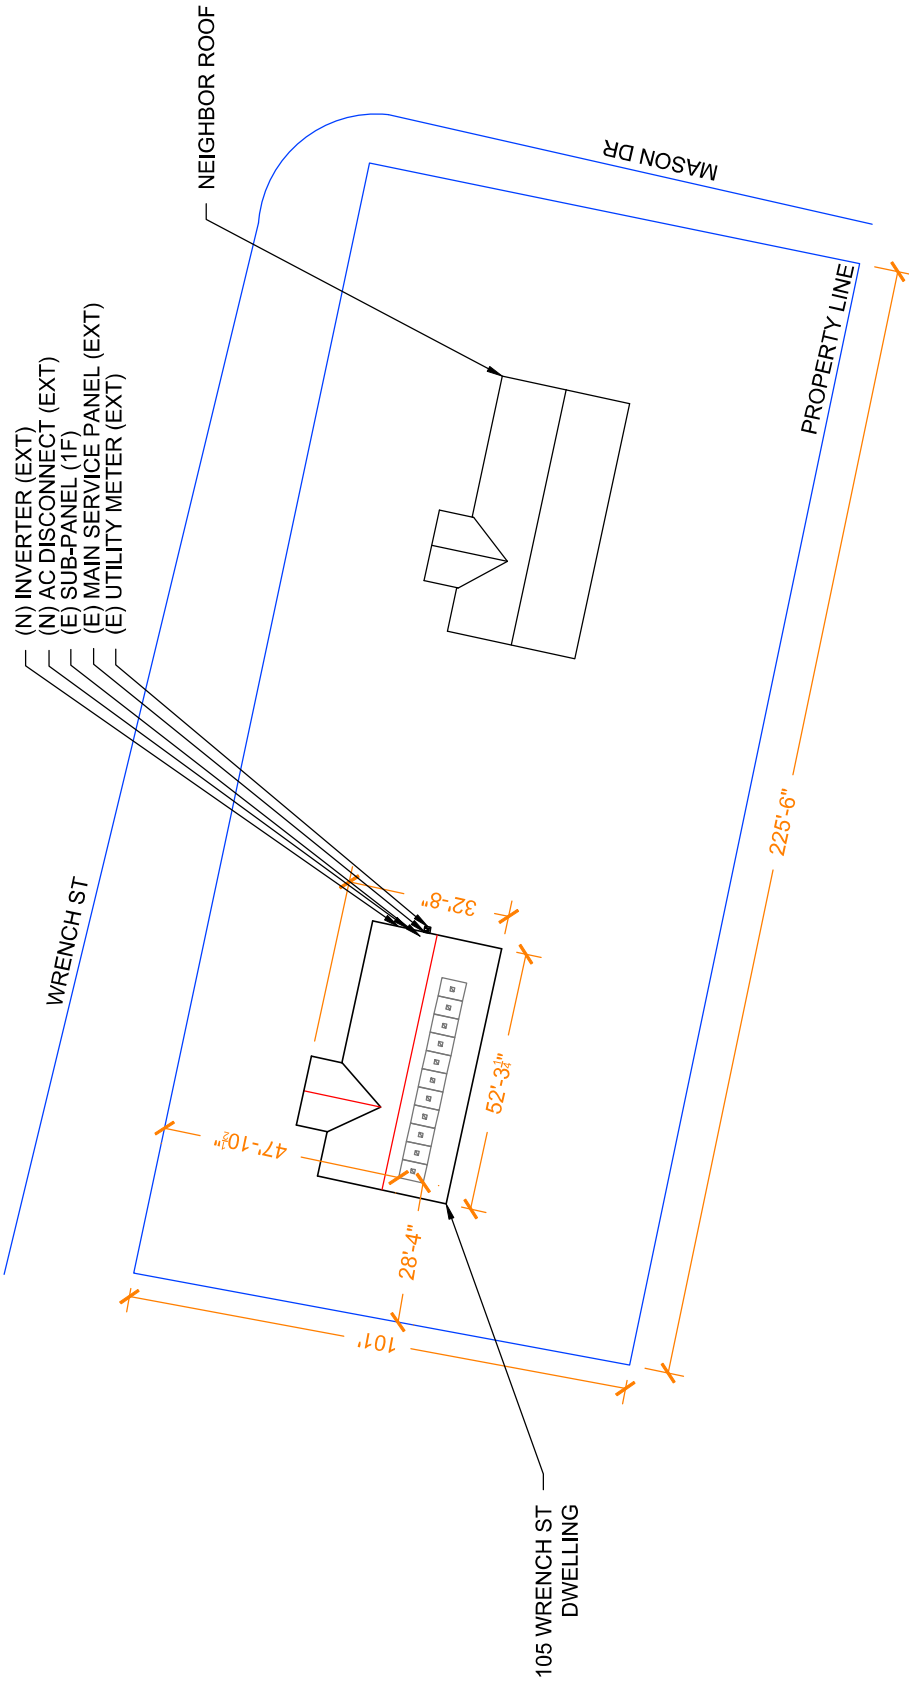 (N) INVERTER (EXT)
(N) AC DISCONNECT (EXT)
(E) SUB-PANEL (1F)
(E) MAIN SERVICE PANEL (EXT)
(E) UTILITY METER (EXT)
NEIGHBOR ROOF
WRENCH ST
MASON DR
PROPERTY LINE
32'-8"
52'-3¼"
47'-10½"
28'-4"
101'
225'-6"
105 WRENCH ST
DWELLING